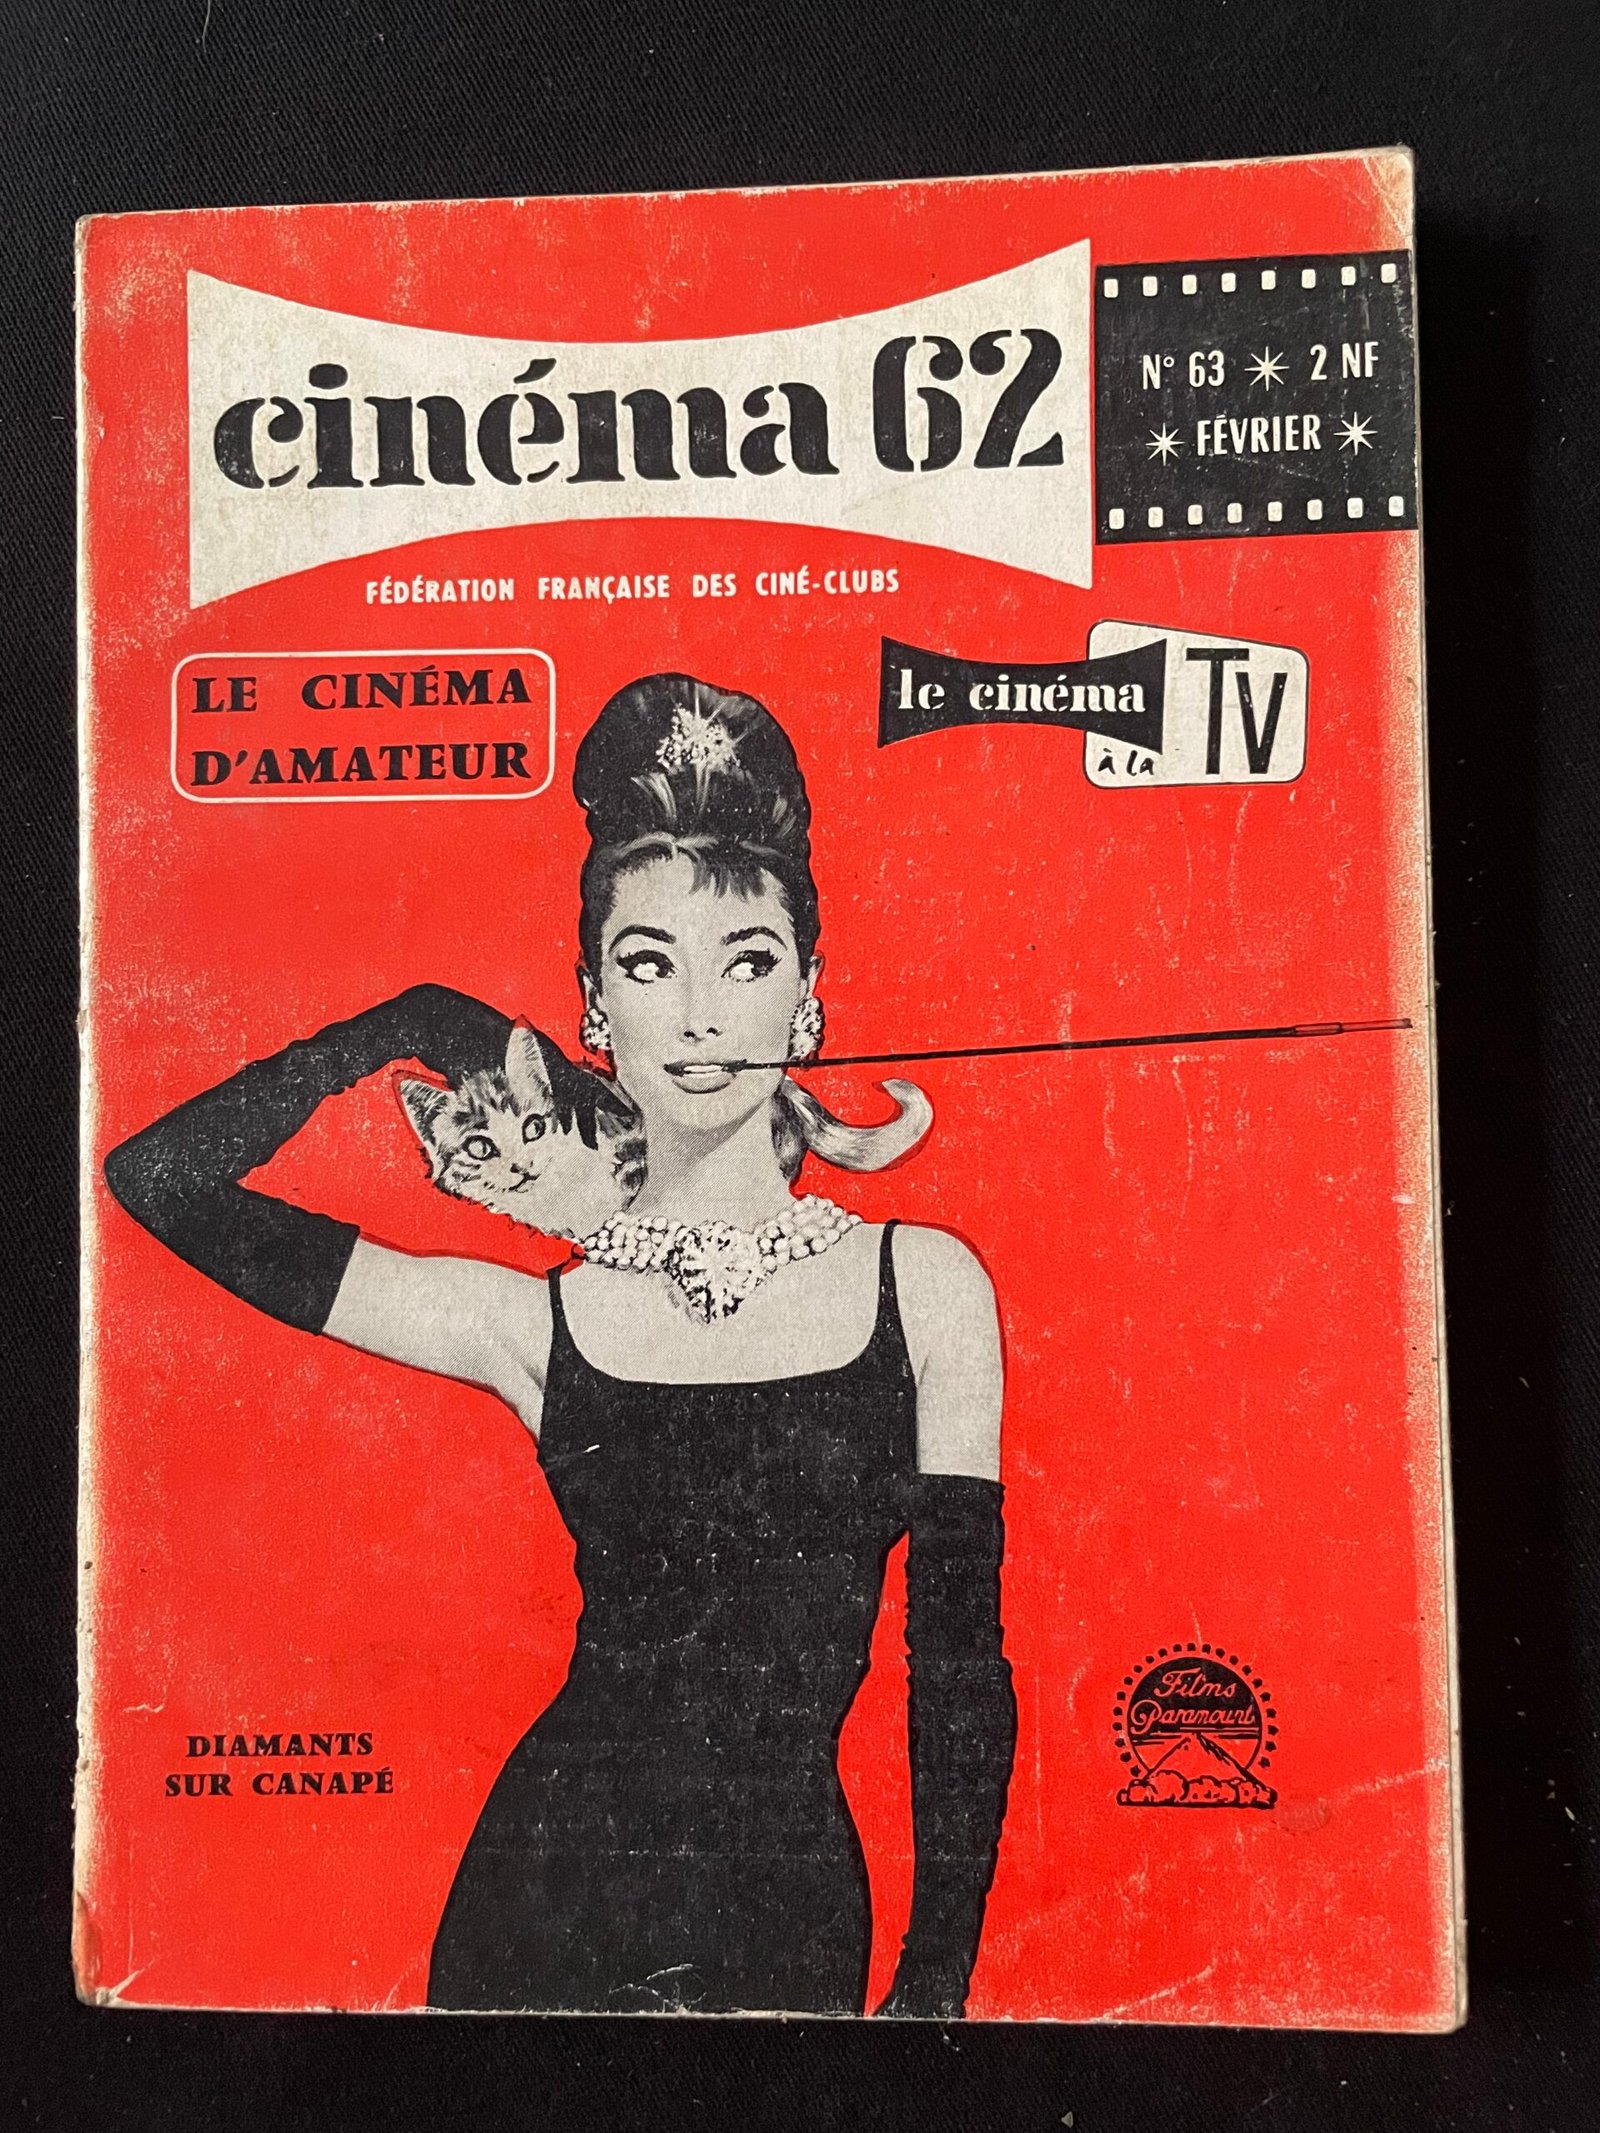 cinéma 62
N° 63 * 2 NF
* FÉVRIER *
FÉDÉRATION FRANÇAISE DES CINÉ-CLUBS
LE CINÉMA
D'AMATEUR
le cinéma
à la TV
DIAMANTS
SUR CANAPÉ
Films
Paramount